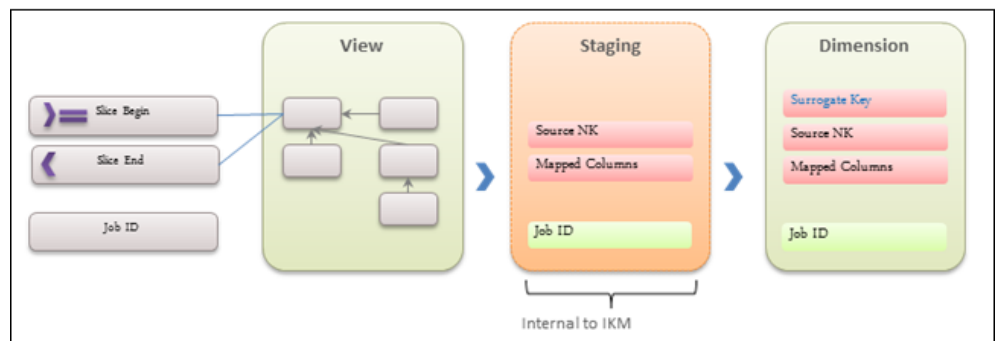 View
Staging
Dimension
Slice Begin
Slice End
Job ID
Source NK
Mapped Columns
Job ID
Surrogate Key
Source NK
Mapped Columns
Job ID
Internal to IKM